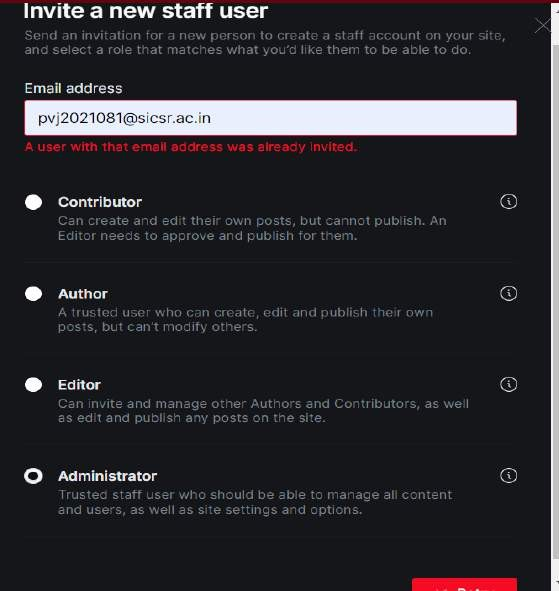 Invite a new staff user
Send an invitation for a new person to create a staff account on your site,
and select a role that matches what you'd like them to be able to do.
Email address
pvj2021081@sicsr.ac.in
A user with that email address was already invited.
Contributor
Can create and edit their own posts, but cannot publish. An
Editor needs to approve and publish for them.
Author
A trusted user who can create, edit and publish their own
posts, but can't modify others.
Editor
Can invite and manage other Authors and Contributors, as well
as edit and publish any posts on the site.
Administrator
Trusted staff user who should be able to manage all content
and users, as well as site settings and options.